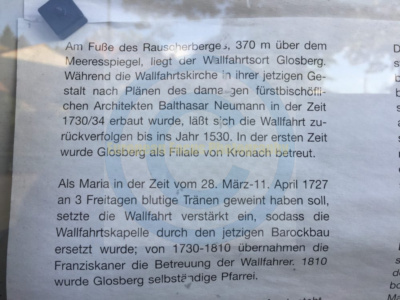 Am Fuße des Rauscherberges, 370 m über dem
Meeresspiegel, liegt der Wallfahrtsort Glosberg.
Während die Wallfahrtskirche in ihrer jetzigen Ge-
stalt nach Plänen des damaligen fürstbischöfli-
chen Architekten Balthasar Neumann in der Zeit
1730/34 erbaut wurde, läßt sich die Wallfahrt zu-
rückverfolgen bis ins Jahr 1530. In der ersten Zeit
wurde Glosberg als Filiale von Kronach betreut.
Als Maria in der Zeit vom 28. März-11. April 1727
an 3 Freitagen blutige Tränen geweint haben soll,
setzte die Wallfahrt verstärkt ein, sodass die
Wallfahrtskapelle durch den jetzigen Barockbau
ersetzt wurde; von 1730-1810 übernahmen die
Franziskaner die Betreuung der Wallfahrer. 1810
wurde Glosberg selbständige Pfarrei.